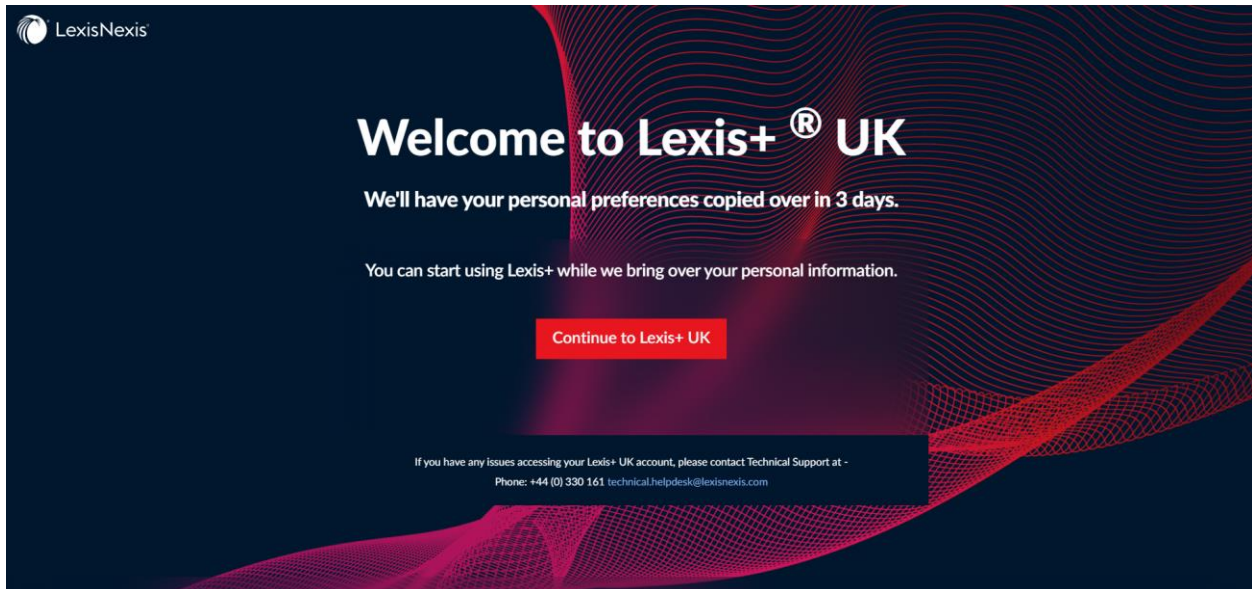 LexisNexis®
Welcome to Lexis+ ® UK
We'll have your personal preferences copied over in 3 days.
You can start using Lexis+ while we bring over your personal information.
Continue to Lexis+ UK
If you have any issues accessing your Lexis+ UK account, please contact Technical Support at -
Phone: +44 (0) 330 161 technical.helpdesk@lexisnexis.com